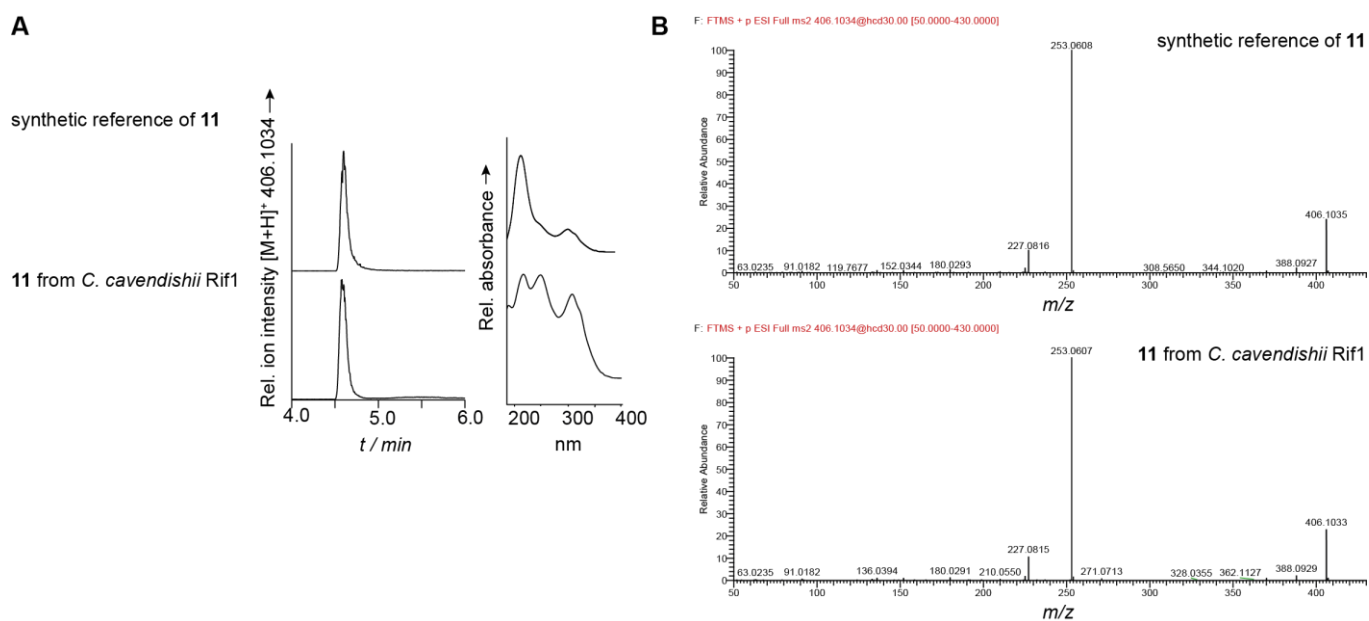 A
synthetic reference of 11
11 from C. cavendishii Rif1
Rel. ion intensity [M+H]+ 406.1034
4.0 5.0 6.0
t / min
Rel. absorbance
200 300 400
nm
B
F: FTMS + p ESI Full ms2 406.1034@hcd30.00 [50.0000-430.0000]
synthetic reference of 11
Relative Abundance
100
90
80
70
60
50
40
30
20
10
0
253.0608
406.1035
227.0816
388.0927
63.0235 91.0182 119.7677 152.0344 180.0293 308.5650 344.1020
50 100 150 200 250 300 350 400
m/z
F: FTMS + p ESI Full ms2 406.1034@hcd30.00 [50.0000-430.0000]
11 from C. cavendishii Rif1
Relative Abundance
100
90
80
70
60
50
40
30
20
10
0
253.0607
406.1033
227.0815
388.0929
63.0235 91.0182 136.0394 180.0291 210.0550 271.0713 328.0355 362.1127
50 100 150 200 250 300 350 400
m/z